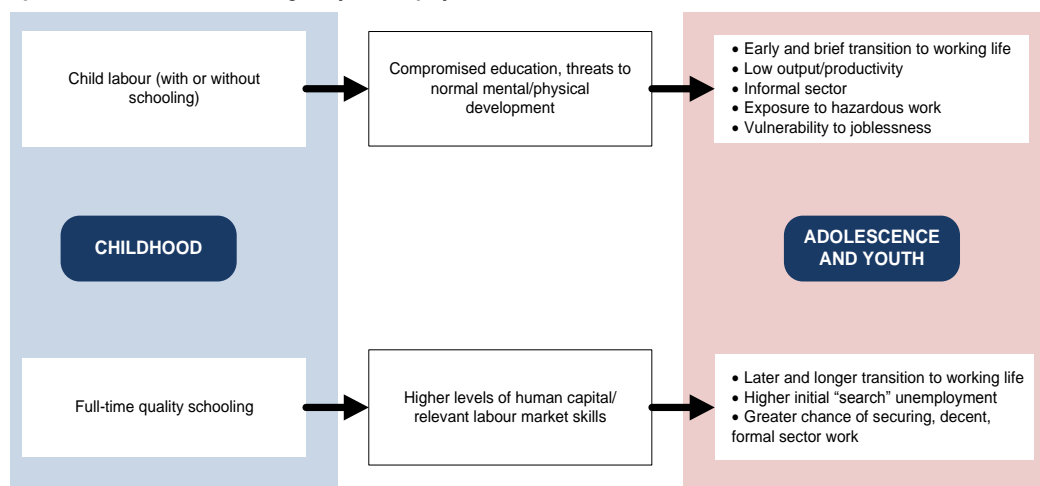 Child labour (with or without
schooling)
Compromised education, threats to
normal mental/physical
development
• Early and brief transition to working life
• Low output/productivity
• Informal sector
• Exposure to hazardous work
• Vulnerability to joblessness
CHILDHOOD
ADOLESCENCE
AND YOUTH
Full-time quality schooling
Higher levels of human capital/
relevant labour market skills
• Later and longer transition to working life
• Higher initial “search” unemployment
• Greater chance of securing, decent,
formal sector work